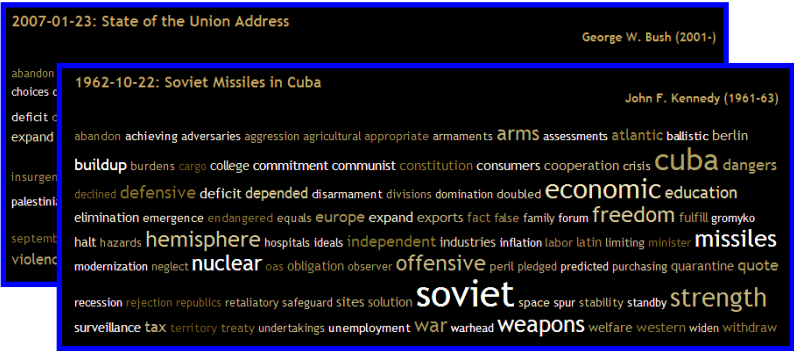 2007-01-23: State of the Union Address
George W. Bush (2001-)
abandon
choices
deficit
expand
1962-10-22: Soviet Missiles in Cuba
John F. Kennedy (1961-63)
abandon achieving adversaries aggression agricultural appropriate armaments arms assessments atlantic ballistic berlin
buildup burdens cargo college commitment communist constitution consumers cooperation crisis cuba dangers
declined defensive deficit depended disarmament divisions domination doubled economic education
elimination emergence endangered equals europe expand exports fact false family forum freedom fulfill gromyko
halt hazards hemisphere hospitals ideals independent industries inflation labor latin limiting minister missiles
modernization neglect nuclear oas obligation observer offensive peril pledged predicted purchasing quarantine quote
recession rejection republics retaliatory safeguard sites solution soviet space spur stability standby strength
surveillance tax territory treaty undertakings unemployment war warhead weapons welfare western widen withdraw